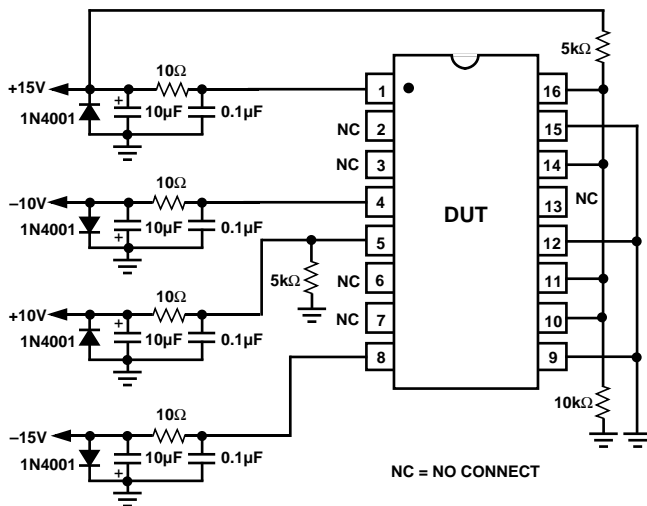 5kΩ
+15V
10Ω
+
10µF
0.1µF
1N4001
1
16
NC
2
15
NC
3
14
–10V
10Ω
10µF
+
0.1µF
1N4001
4
13
NC
DUT
5
12
5kΩ
NC
6
11
+10V
10Ω
+
10µF
0.1µF
1N4001
NC
7
10
8
9
10kΩ
–15V
10Ω
10µF
+
0.1µF
1N4001
NC = NO CONNECT